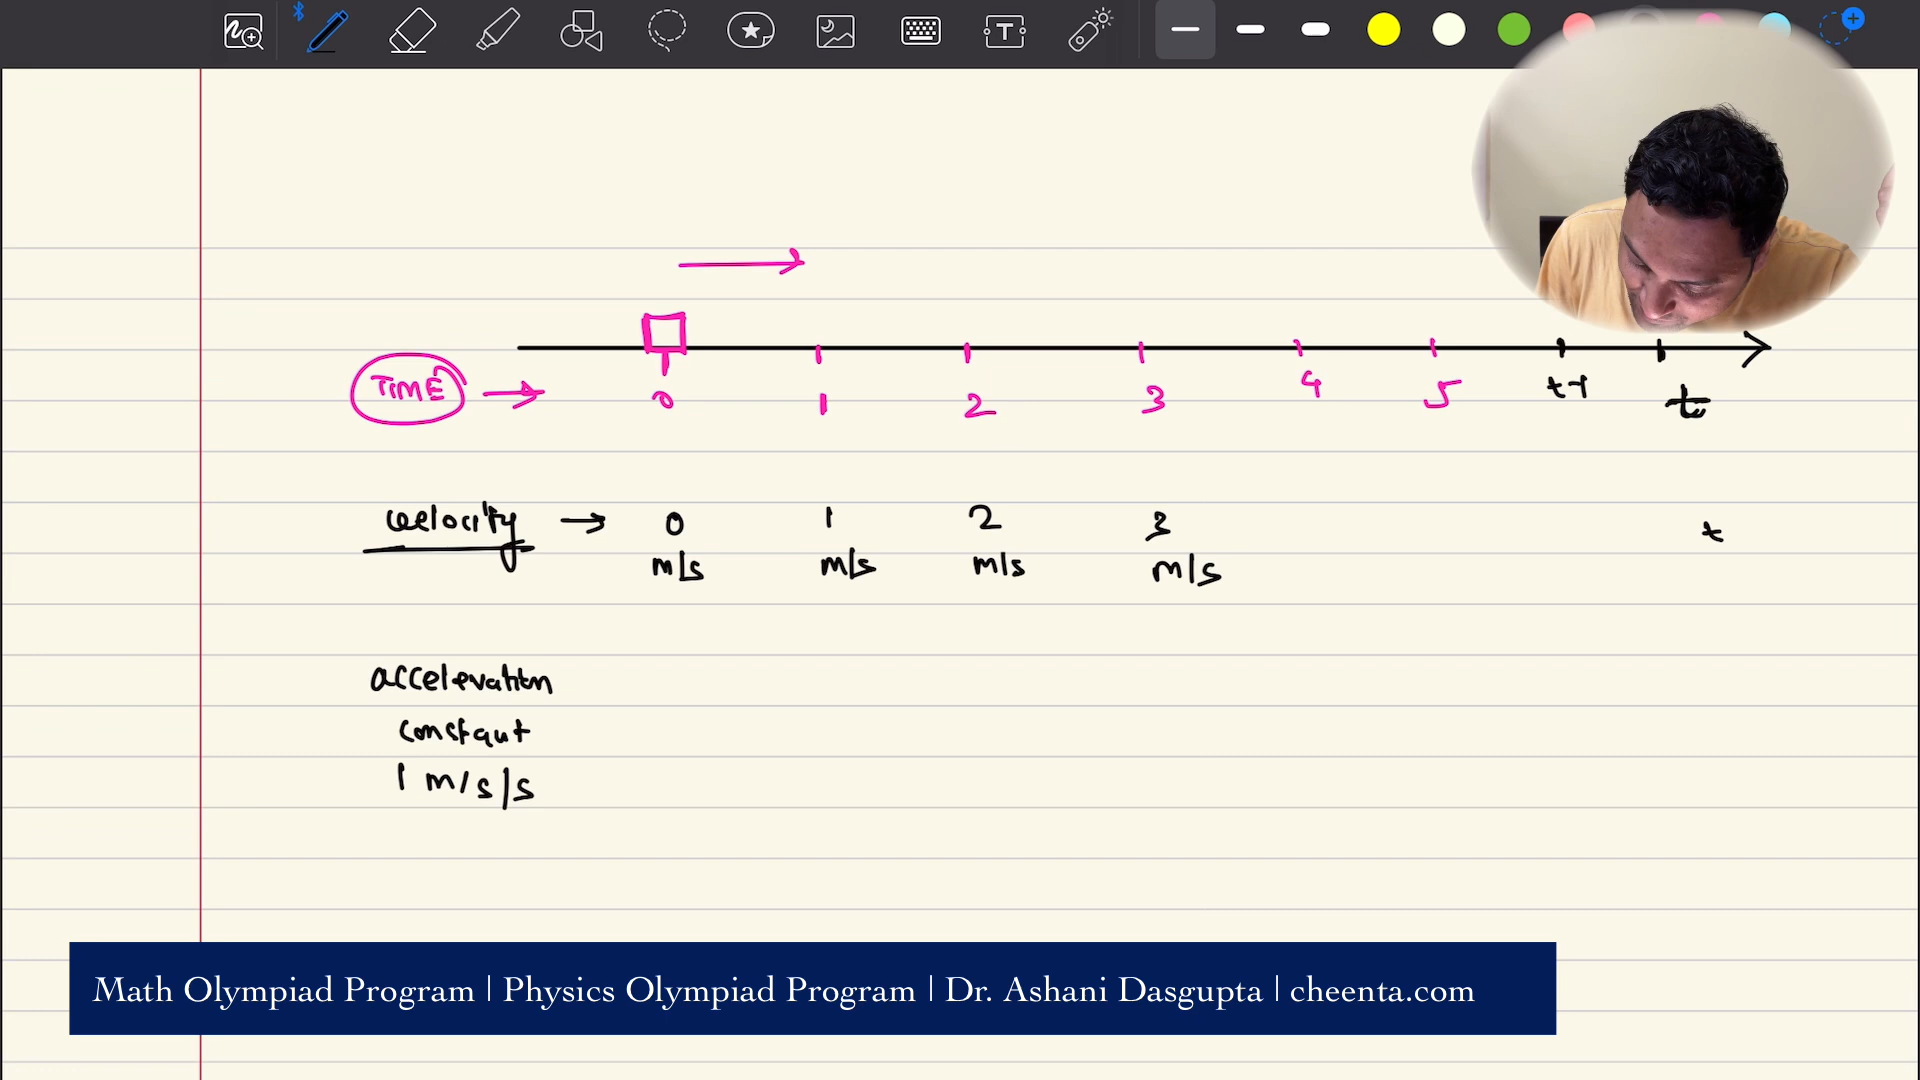 T
TIME → 0 1 2 3 4 5 t-1 t
velocity → 0 1 2 3 t
m/s m/s m/s m/s
acceleration
constant
1 m/s/s
Math Olympiad Program | Physics Olympiad Program | Dr. Ashani Dasgupta | cheenta.com